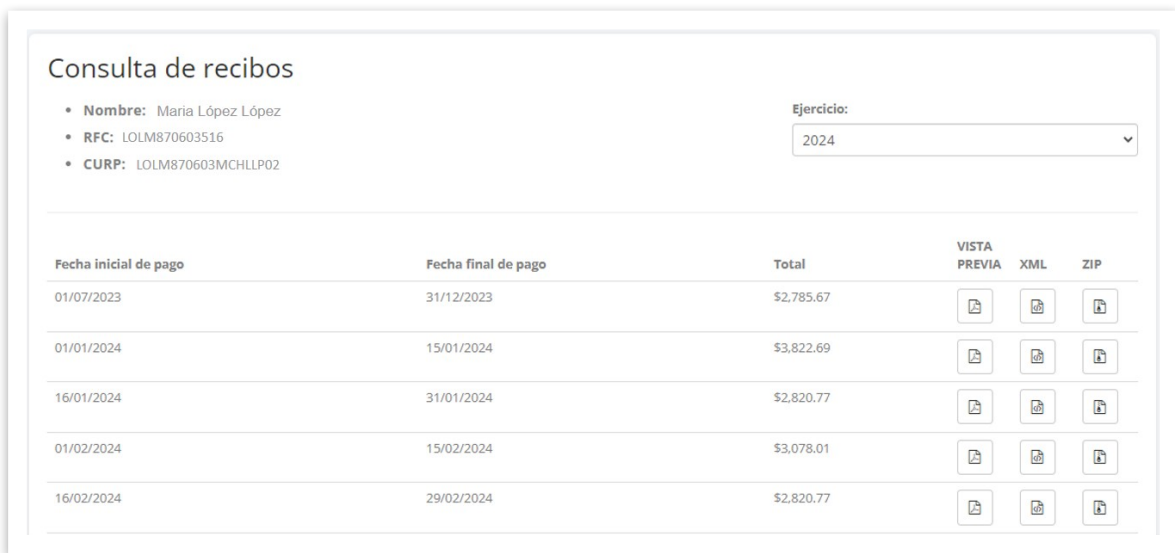 Consulta de recibos
Nombre: Maria López López
RFC: LOLM870603516
CURP: LOLM870603MCHLLP02
Ejercicio:
2024
Fecha inicial de pago Fecha final de pago Total VISTA PREVIA XML ZIP
01/07/2023 31/12/2023 $2,785.67
01/01/2024 15/01/2024 $3,822.69
16/01/2024 31/01/2024 $2,820.77
01/02/2024 15/02/2024 $3,078.01
16/02/2024 29/02/2024 $2,820.77